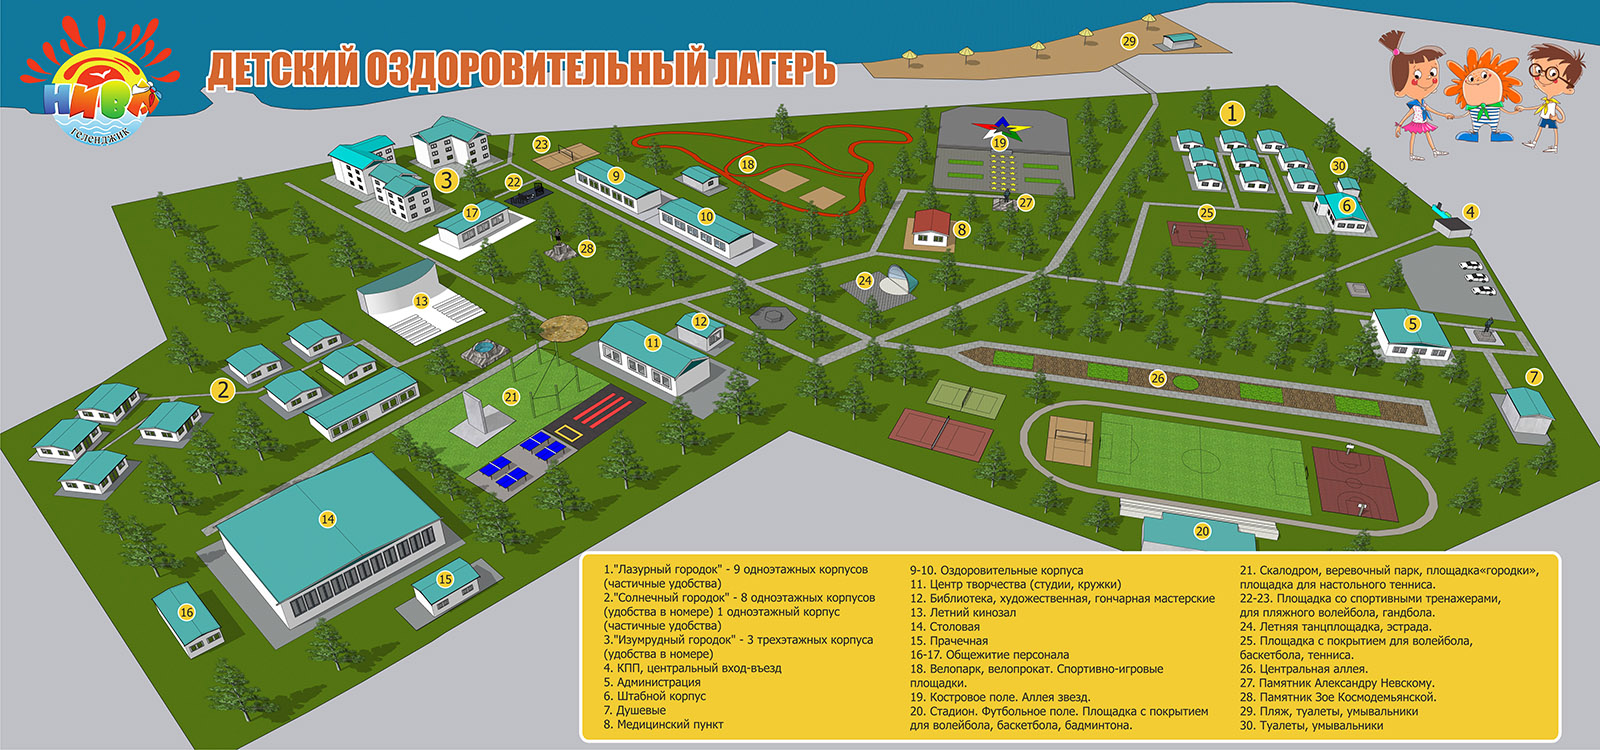 НИВА
Геленджик
ДЕТСКИЙ ОЗДОРОВИТЕЛЬНЫЙ ЛАГЕРЬ
29
1
30
6
4
19
27
25
18
23
9
10
22
3
17
28
8
24
13
12
11
5
7
26
2
21
14
15
16
20
1."Лазурный городок" - 9 одноэтажных корпусов
(частичные удобства)
2."Солнечный городок" - 8 одноэтажных корпусов
(удобства в номере) 1 одноэтажный корпус
(частичные удобства)
3."Изумрудный городок" - 3 трехэтажных корпуса
(удобства в номере)
4. КПП, центральный вход-въезд
5. Администрация
6. Штабной корпус
7. Душевые
8. Медицинский пункт
9-10. Оздоровительные корпуса
11. Центр творчества (студии, кружки)
12. Библиотека, художественная, гончарная мастерские
13. Летний кинозал
14. Столовая
15. Прачечная
16-17. Общежитие персонала
18. Велопарк, велопрокат. Спортивно-игровые
площадки.
19. Костровое поле. Аллея звезд.
20. Стадион. Футбольное поле. Площадка с покрытием
для волейбола, баскетбола, бадминтона.
21. Скалодром, веревочный парк, площадка«городки»,
площадка для настольного тенниса.
22-23. Площадка со спортивными тренажерами,
для пляжного волейбола, гандбола.
24. Летняя танцплощадка, эстрада.
25. Площадка с покрытием для волейбола,
баскетбола, тенниса.
26. Центральная аллея.
27. Памятник Александру Невскому.
28. Памятник Зое Космодемьянской.
29. Пляж, туалеты, умывальники
30. Туалеты, умывальники